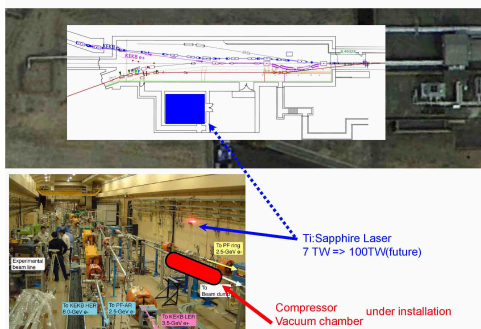 KEKB e-
KEKB e+
Ti:Sapphire Laser
7 TW => 100TW(future)
To PF ring
2.5-GeV e-
Experimental
beam line
To
Beam dump
To KEKB HER
8.0-GeV e-
To PF-AR
2.5-GeV e-
To KEKB LER
3.5-GeV e+
Compressor
Vacuum chamber
under installation